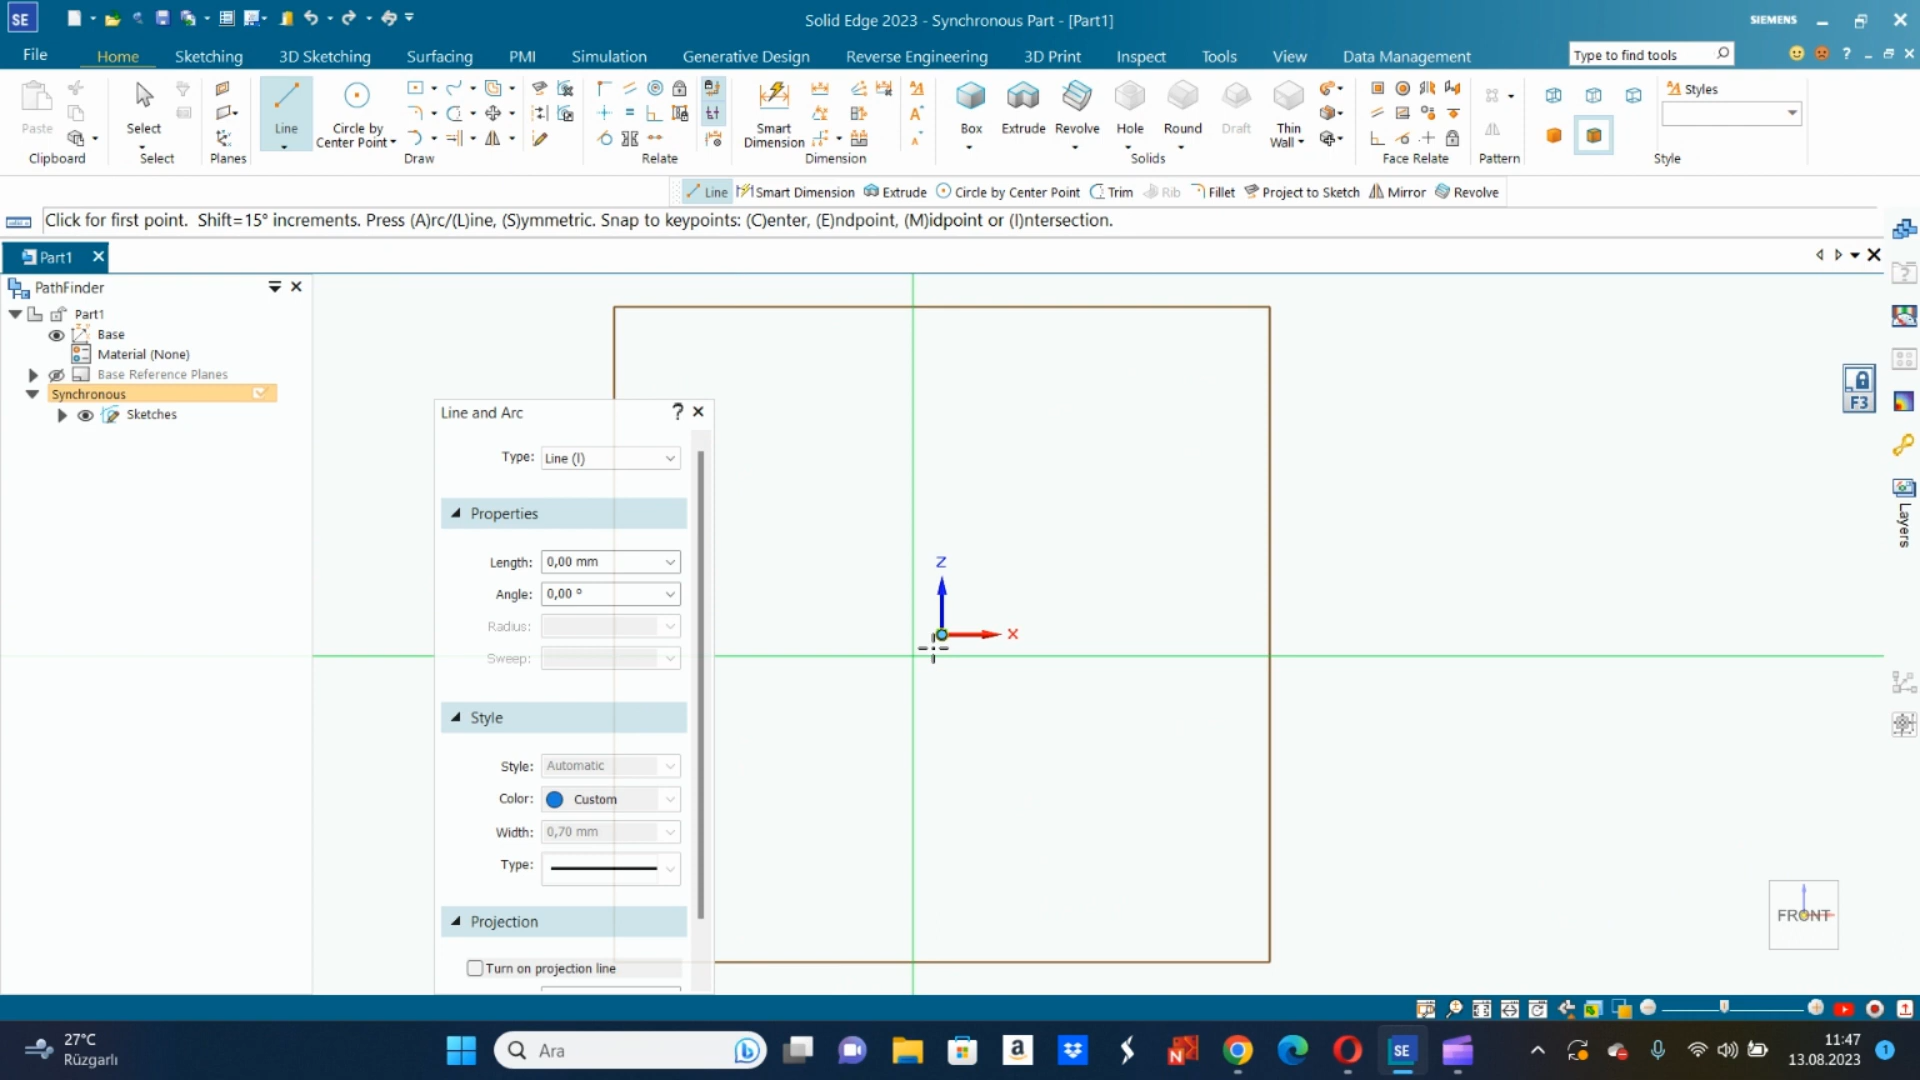 SE
Solid Edge 2023 - Synchronous Part - [Part1]
SIEMENS
File Home Sketching 3D Sketching Surfacing PMI Simulation Generative Design Reverse Engineering 3D Print Inspect Tools View Data Management
Type to find tools
Paste
Select
Line
Circle by
Center Point
Smart
Dimension
Box
Extrude
Revolve
Hole
Round
Draft
Thin
Wall
Styles
Clipboard Select Planes Draw Relate Dimension Solids Face Relate Pattern Style
Line Smart Dimension Extrude Circle by Center Point Trim Rib Fillet Project to Sketch Mirror Revolve
Click for first point. Shift=15° increments. Press (A)rc/(L)ine, (S)ymmetric. Snap to keypoints: (C)enter, (E)ndpoint, (M)idpoint or (I)ntersection.
Part1
PathFinder
Part1
Base
Material (None)
Base Reference Planes
Synchronous
Sketches
Line and Arc ?
Type: Line (l)
Properties
Length: 0,00 mm
Angle: 0,00 °
Radius:
Sweep:
Style
Style: Automatic
Color: Custom
Width: 0,70 mm
Type:
Projection
Turn on projection line
Z
X
F3
Layers
FRONT
27°C
Rüzgarlı
Ara
SE
11:47
13.08.2023
1